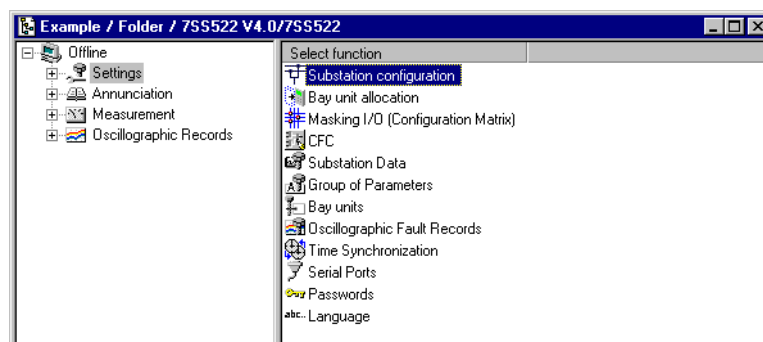 Example / Folder / 7SS522 V4.0/7SS522
Offline
Settings
Annunciation
Measurement
Oscillographic Records
Select function
Substation configuration
Bay unit allocation
Masking I/O (Configuration Matrix)
CFC
Substation Data
Group of Parameters
Bay units
Oscillographic Fault Records
Time Synchronization
Serial Ports
Passwords
abc.. Language